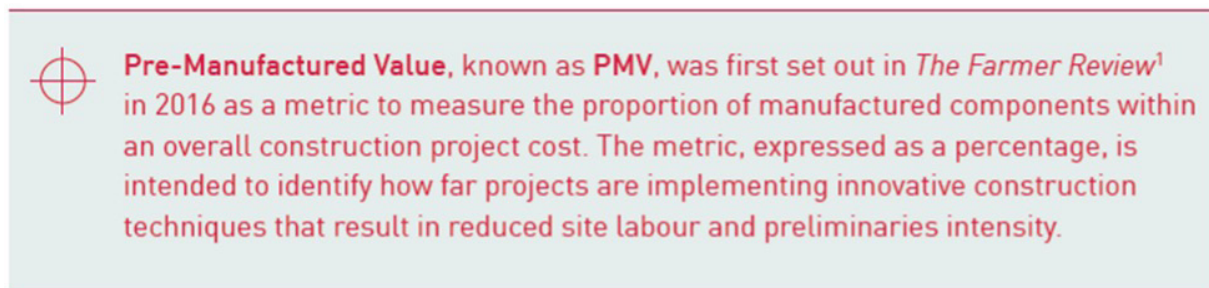 Pre-Manufactured Value, known as PMV, was first set out in The Farmer Review¹
in 2016 as a metric to measure the proportion of manufactured components within
an overall construction project cost. The metric, expressed as a percentage, is
intended to identify how far projects are implementing innovative construction
techniques that result in reduced site labour and preliminaries intensity.